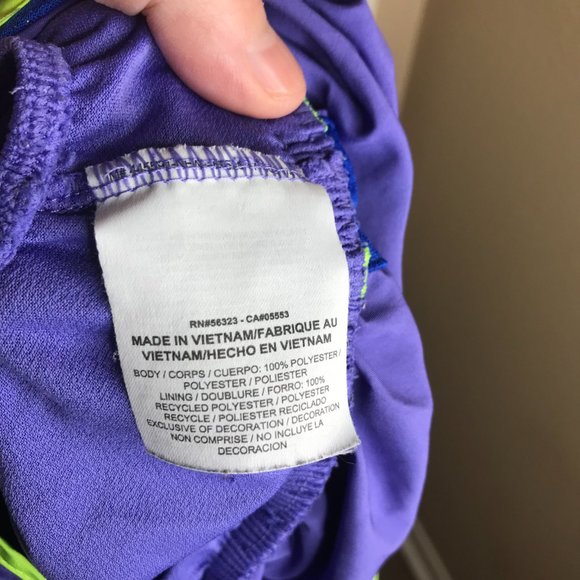 RN#56323 - CA#05553
MADE IN VIETNAM/FABRIQUE AU
VIETNAM/HECHO EN VIETNAM
BODY / CORPS / CUERPO: 100% POLYESTER /
POLYESTER / POLIESTER
LINING / DOUBLURE / FORRO: 100%
RECYCLED POLYESTER / POLYESTER
RECYCLE / POLIESTER RECICLADO
EXCLUSIVE OF DECORATION / DECORATION
NON COMPRISE / NO INCLUYE LA
DECORACION